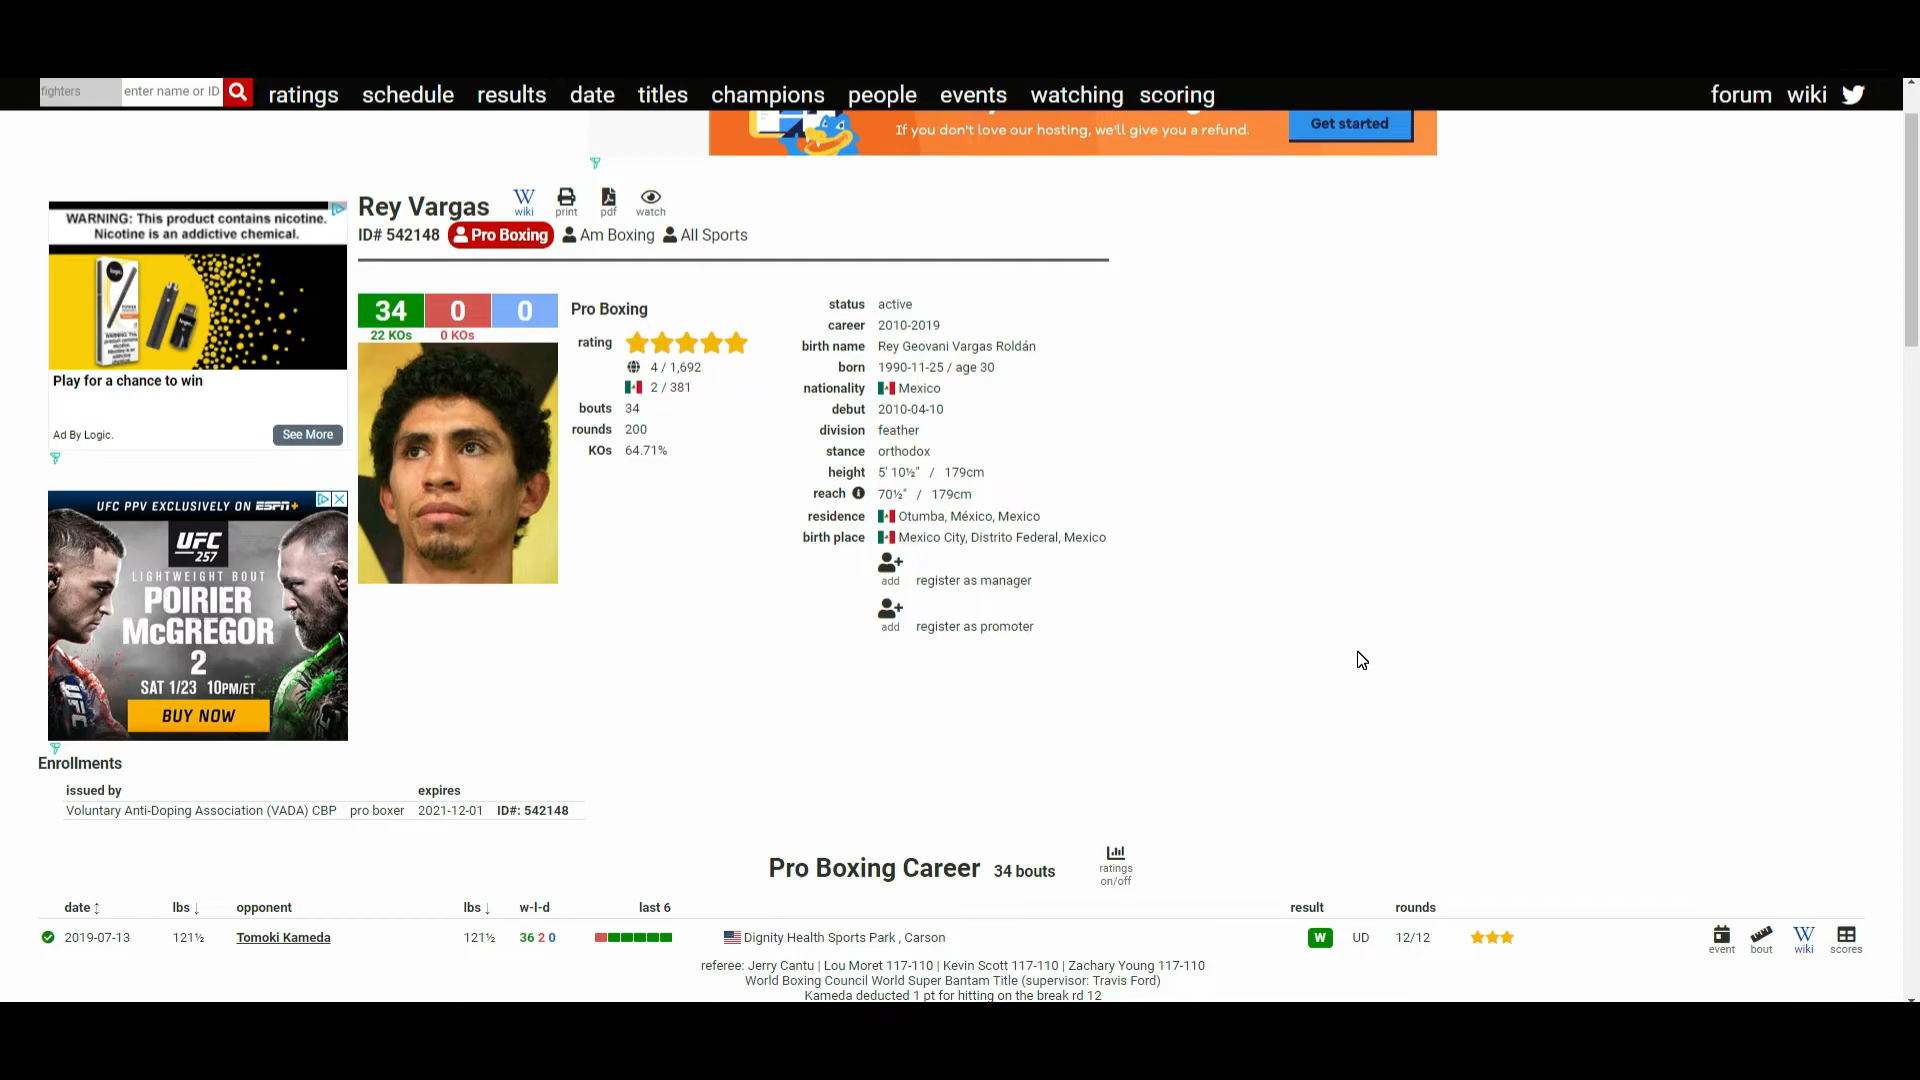 fighters enter name or ID ratings schedule results date titles champions people events watching scoring forum wiki
If you don't love our hosting, we'll give you a refund. Get started
WARNING: This product contains nicotine.
Nicotine is an addictive chemical.
Play for a chance to win
Ad By Logic. See More
UFC PPV EXCLUSIVELY ON ESPN+
UFC
257
LIGHTWEIGHT BOUT
POIRIER
McGREGOR
2
SAT 1/23 10PM/ET
BUY NOW
Rey Vargas W wiki print pdf watch
ID# 542148 Pro Boxing Am Boxing All Sports
34 0 0
22 KOs 0 KOs
Pro Boxing
rating
4 / 1,692
2 / 381
bouts 34
rounds 200
KOs 64.71%
status active
career 2010-2019
birth name Rey Geovani Vargas Roldán
born 1990-11-25 / age 30
nationality Mexico
debut 2010-04-10
division feather
stance orthodox
height 5' 10½" / 179cm
reach 70½" / 179cm
residence Otumba, México, Mexico
birth place Mexico City, Distrito Federal, Mexico
add register as manager
add register as promoter
Enrollments
issued by expires
Voluntary Anti-Doping Association (VADA) CBP pro boxer 2021-12-01 ID#: 542148
Pro Boxing Career 34 bouts ratings on/off
date lbs opponent lbs w-l-d last 6 result rounds
2019-07-13 121½ Tomoki Kameda 121½ 36 2 0 Dignity Health Sports Park , Carson W UD 12/12 event bout W wiki scores
referee: Jerry Cantu | Lou Moret 117-110 | Kevin Scott 117-110 | Zachary Young 117-110
World Boxing Council World Super Bantam Title (supervisor: Travis Ford)
Kameda deducted 1 pt for hitting on the break rd 12